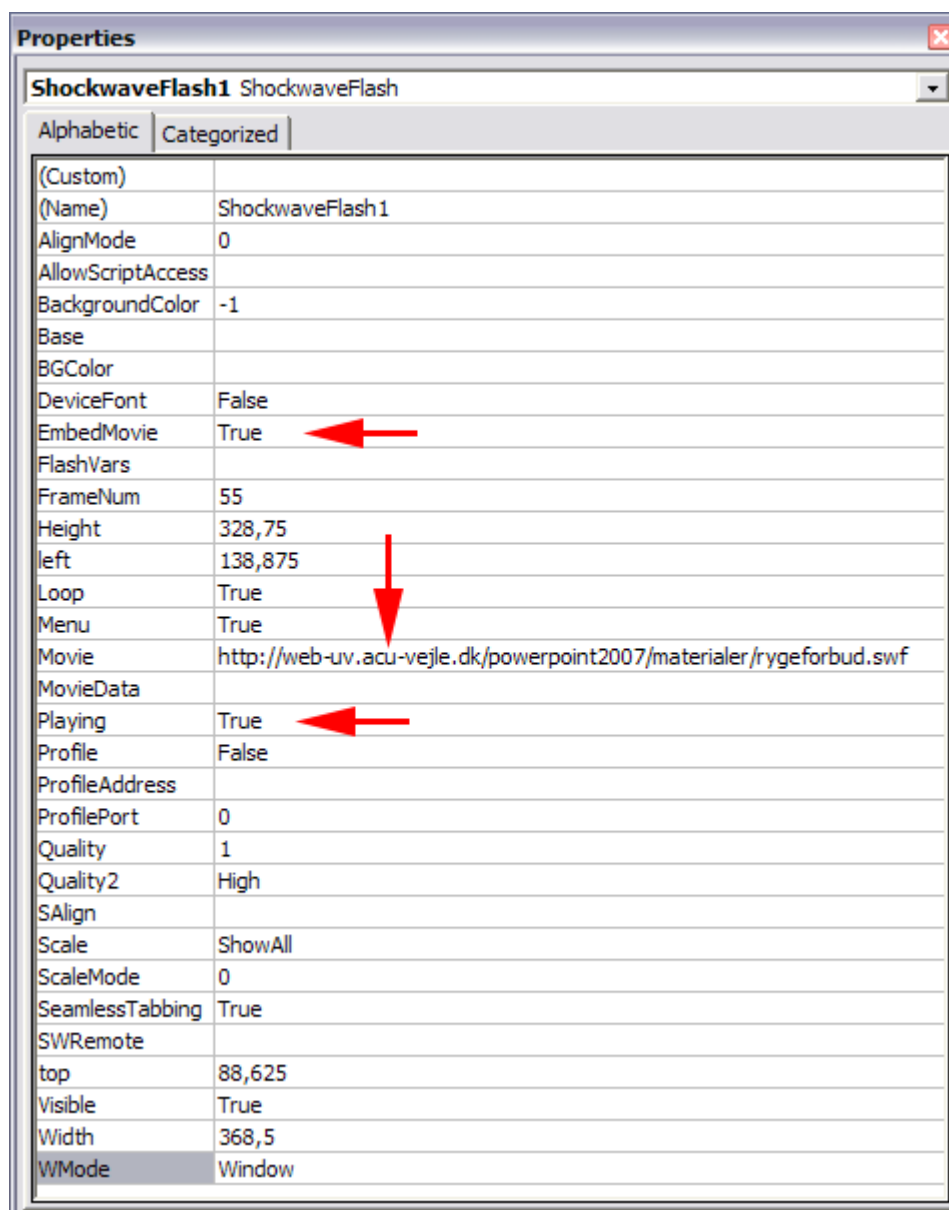 Properties
ShockwaveFlash1 ShockwaveFlash
Alphabetic Categorized
(Custom)
(Name) ShockwaveFlash1
AlignMode 0
AllowScriptAccess
BackgroundColor -1
Base
BGColor
DeviceFont False
EmbedMovie True
FlashVars
FrameNum 55
Height 328,75
left 138,875
Loop True
Menu True
Movie http://web-uv.acu-vejle.dk/powerpoint2007/materialer/rygeforbud.swf
MovieData
Playing True
Profile False
ProfileAddress
ProfilePort 0
Quality 1
Quality2 High
SAlign
Scale ShowAll
ScaleMode 0
SeamlessTabbing True
SWRemote
top 88,625
Visible True
Width 368,5
WMode Window